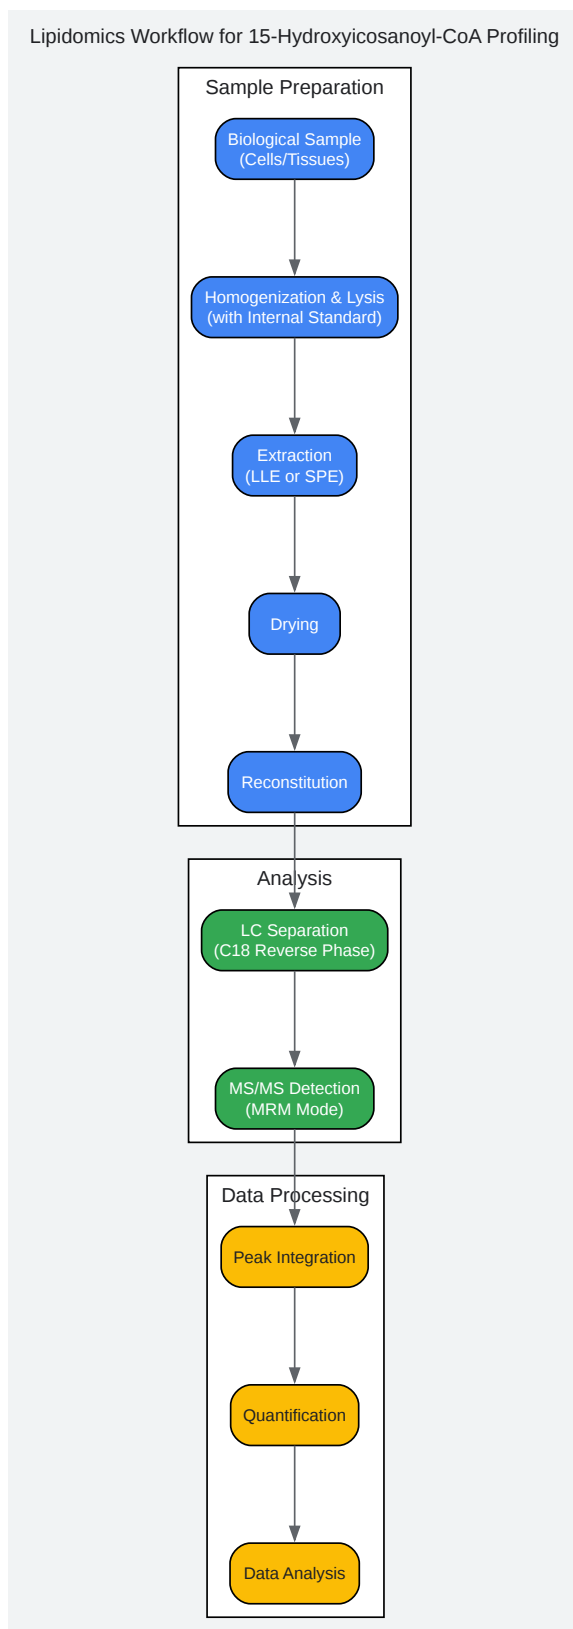 Lipidomics Workflow for 15-Hydroxyicosanoyl-CoA Profiling
Sample Preparation
Biological Sample
(Cells/Tissues)
Homogenization & Lysis
(with Internal Standard)
Extraction
(LLE or SPE)
Drying
Reconstitution
Analysis
LC Separation
(C18 Reverse Phase)
MS/MS Detection
(MRM Mode)
Data Processing
Peak Integration
Quantification
Data Analysis